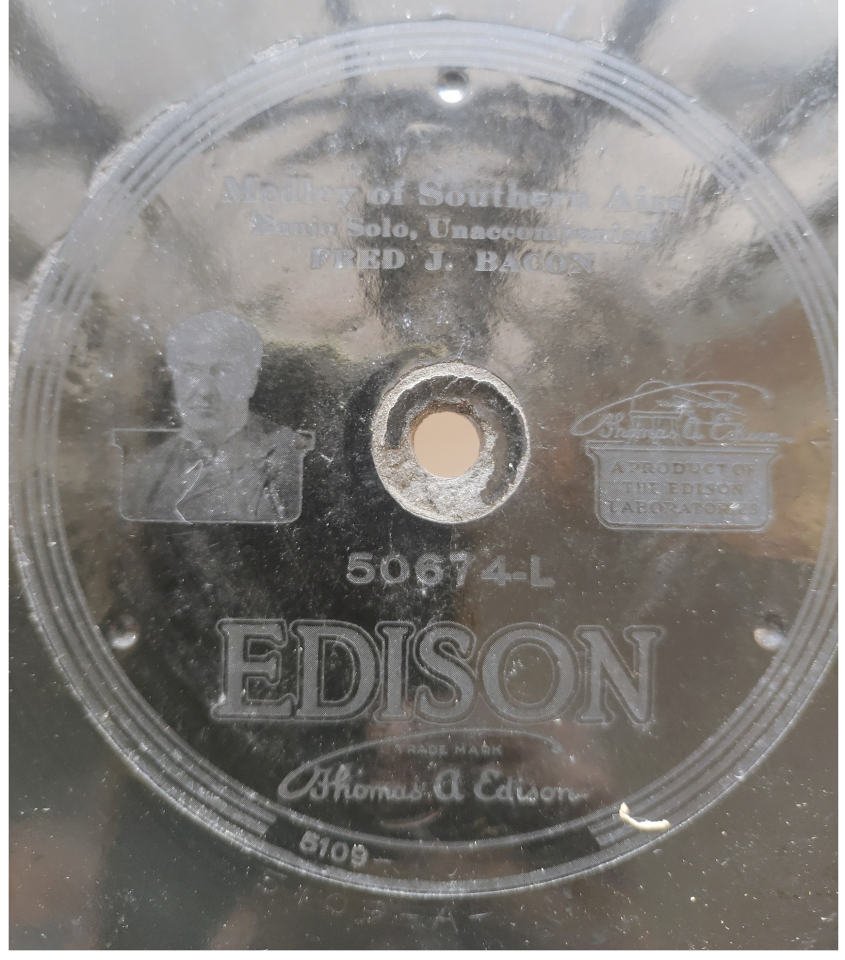 Medley of Southern Airs
Banjo Solo, Unaccompanied
FRED J. BACON
Thomas A Edison
A PRODUCT OF
THE EDISON
LABORATORIES
50674-L
EDISON
TRADE MARK
Thomas A Edison
5109-
5109-A-